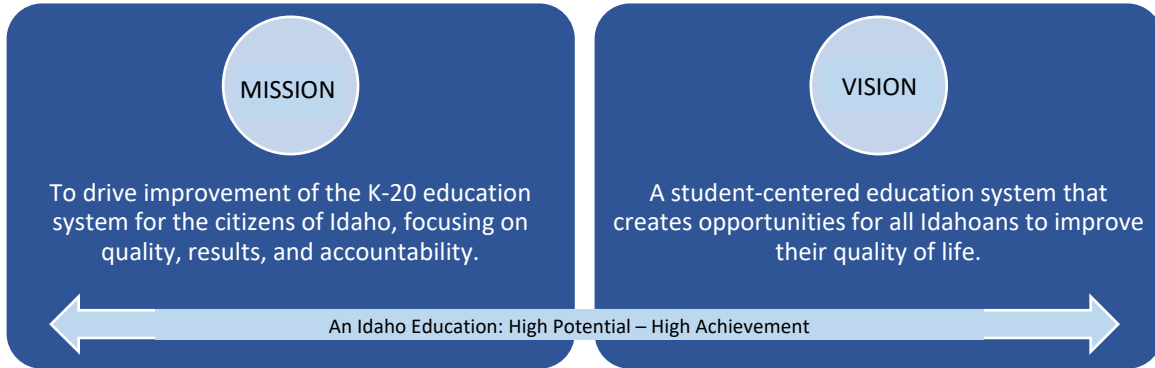 MISSION
To drive improvement of the K-20 education
system for the citizens of Idaho, focusing on
quality, results, and accountability.
VISION
A student-centered education system that
creates opportunities for all Idahoans to improve
their quality of life.
An Idaho Education: High Potential – High Achievement